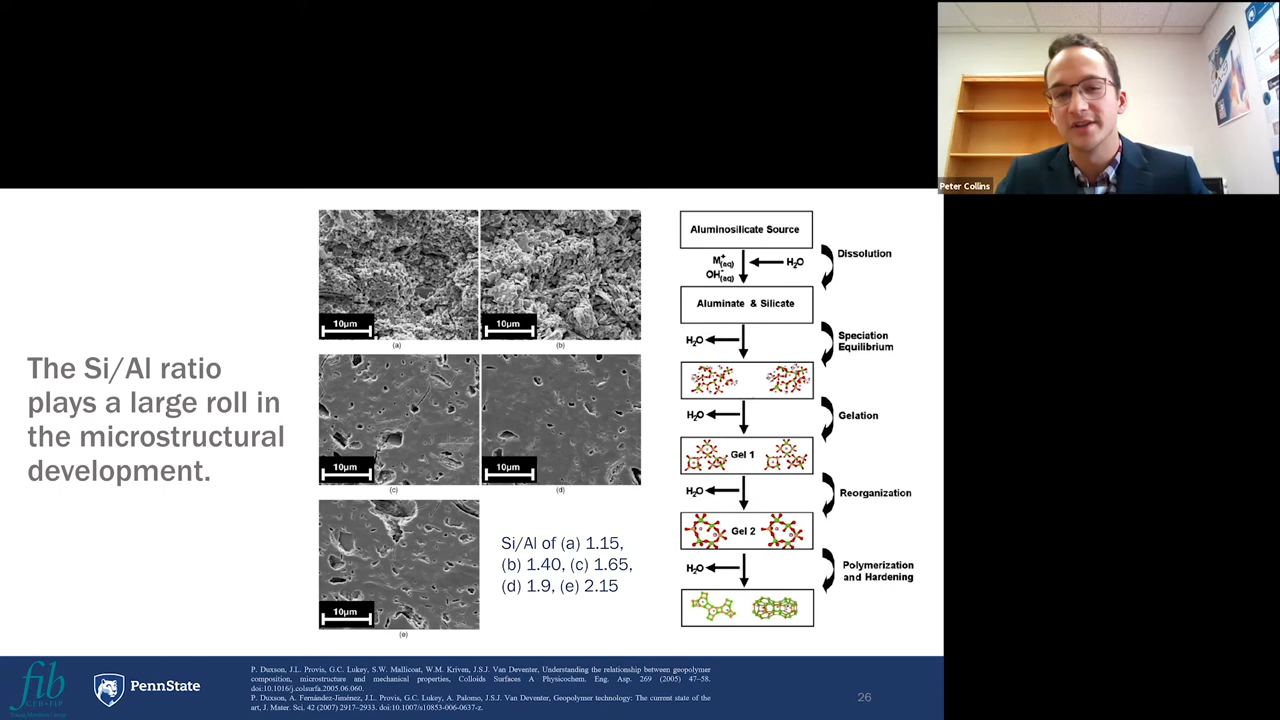 Peter Collins
The Si/Al ratio
plays a large roll in
the microstructural
development.
10μm
(a)
10μm
(b)
10μm
(c)
10μm
(d)
10μm
(e)
Si/Al of (a) 1.15,
(b) 1.40, (c) 1.65,
(d) 1.9, (e) 2.15
Aluminosilicate Source
M+(aq)
OH-(aq)
H2O
Dissolution
Aluminate & Silicate
H2O
Speciation
Equilibrium
H2O
Gelation
Gel 1
H2O
Reorganization
Gel 2
H2O
Polymerization
and Hardening
fib
CEB-FIP
PennState
P. Duxson, J.L. Provis, G.C. Lukey, S.W. Mallicoat, W.M. Kriven, J.S.J. Van Deventer, Understanding the relationship between geopolymer
composition, microstructure and mechanical properties, Colloids Surfaces A Physicochem. Eng. Asp. 269 (2005) 47–58.
doi:10.1016/j.colsurfa.2005.06.060.
P. Duxson, A. Fernández-Jiménez, J.L. Provis, G.C. Lukey, A. Palomo, J.S.J. Van Deventer, Geopolymer technology: The current state of the
art, J. Mater. Sci. 42 (2007) 2917–2933. doi:10.1007/s10853-006-0637-z.
26